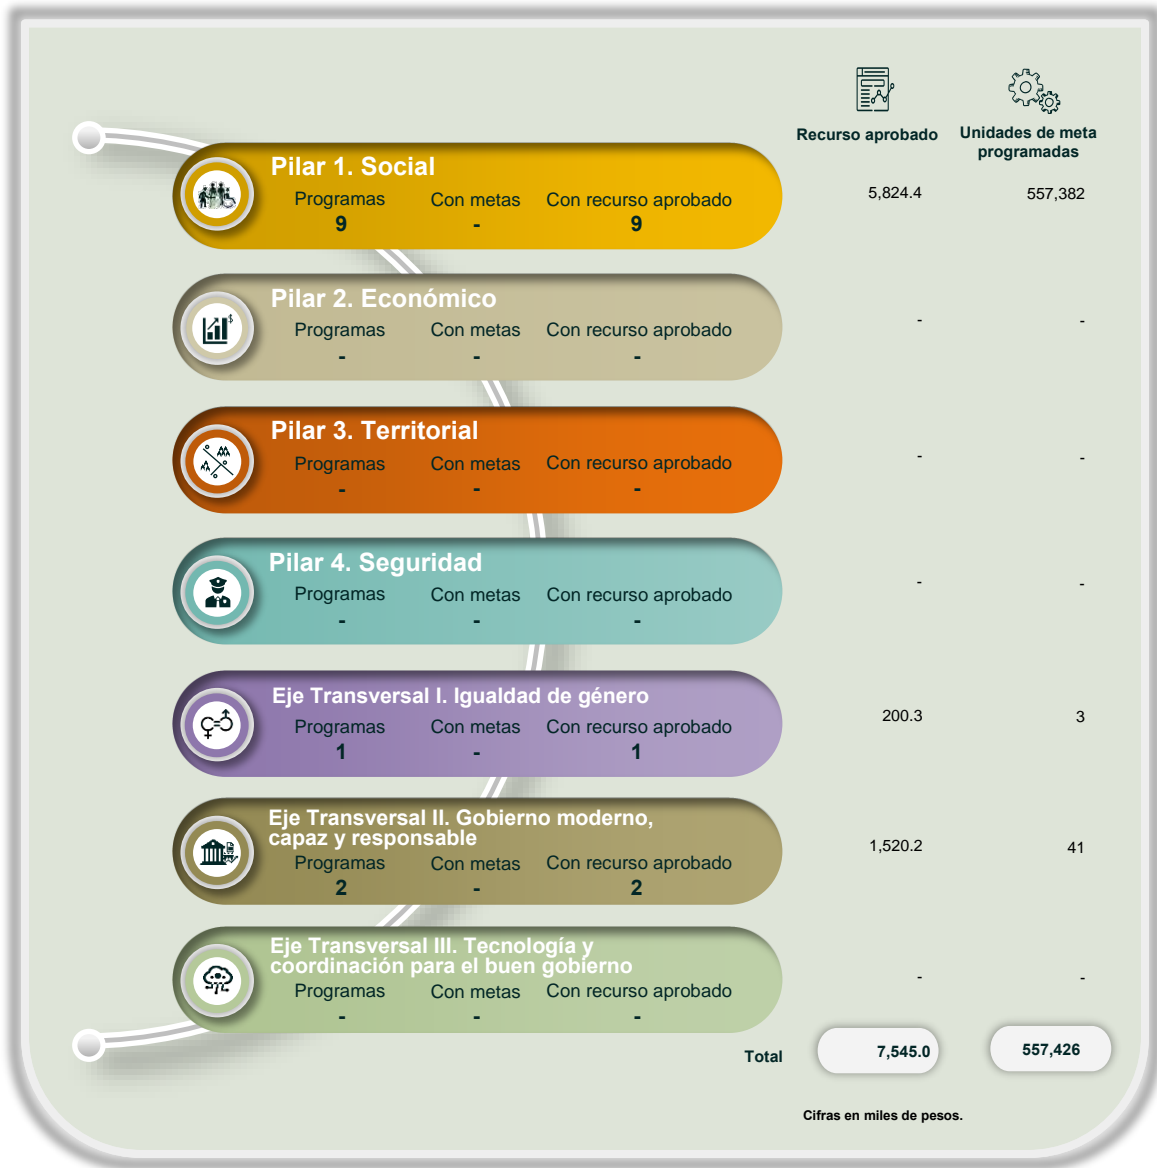 Recurso aprobado
Unidades de meta
programadas
Pilar 1. Social
Programas Con metas Con recurso aprobado
9 - 9
5,824.4 557,382
Pilar 2. Económico
Programas Con metas Con recurso aprobado
- - -
- -
Pilar 3. Territorial
Programas Con metas Con recurso aprobado
- - -
- -
Pilar 4. Seguridad
Programas Con metas Con recurso aprobado
- - -
- -
Eje Transversal I. Igualdad de género
Programas Con metas Con recurso aprobado
1 - 1
200.3 3
Eje Transversal II. Gobierno moderno,
capaz y responsable
Programas Con metas Con recurso aprobado
2 - 2
1,520.2 41
Eje Transversal III. Tecnología y
coordinación para el buen gobierno
Programas Con metas Con recurso aprobado
- - -
- -
Total 7,545.0 557,426
Cifras en miles de pesos.